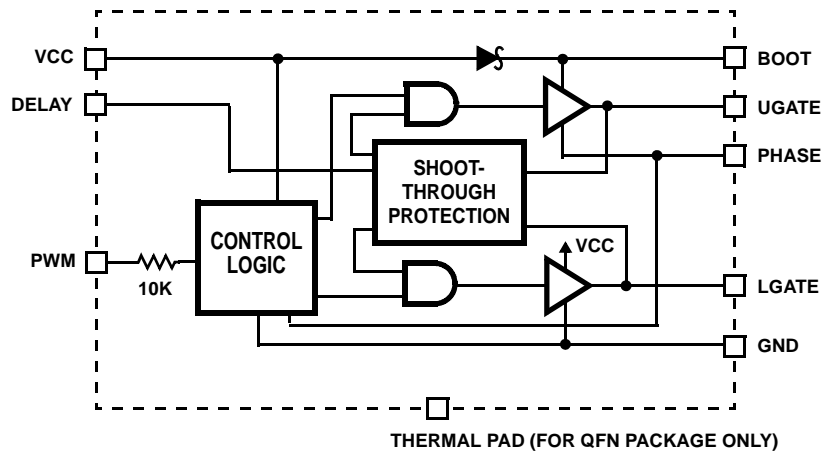 VCC
BOOT
DELAY
UGATE
PHASE
SHOOT-
THROUGH
PROTECTION
CONTROL
LOGIC
VCC
PWM
10K
LGATE
GND
THERMAL PAD (FOR QFN PACKAGE ONLY)